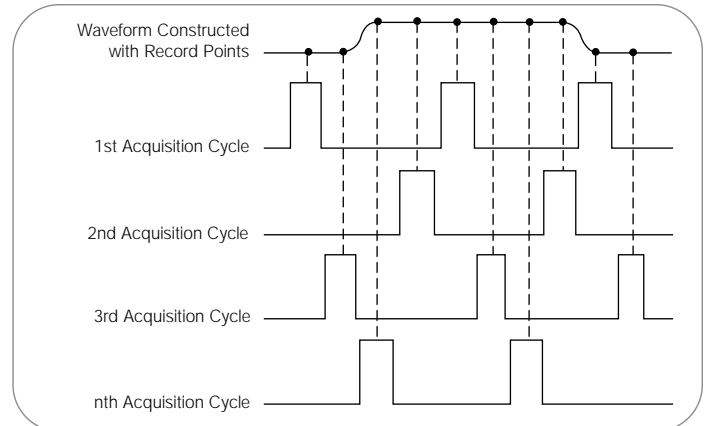 Waveform Constructed
with Record Points
1st Acquisition Cycle
2nd Acquisition Cycle
3rd Acquisition Cycle
nth Acquisition Cycle